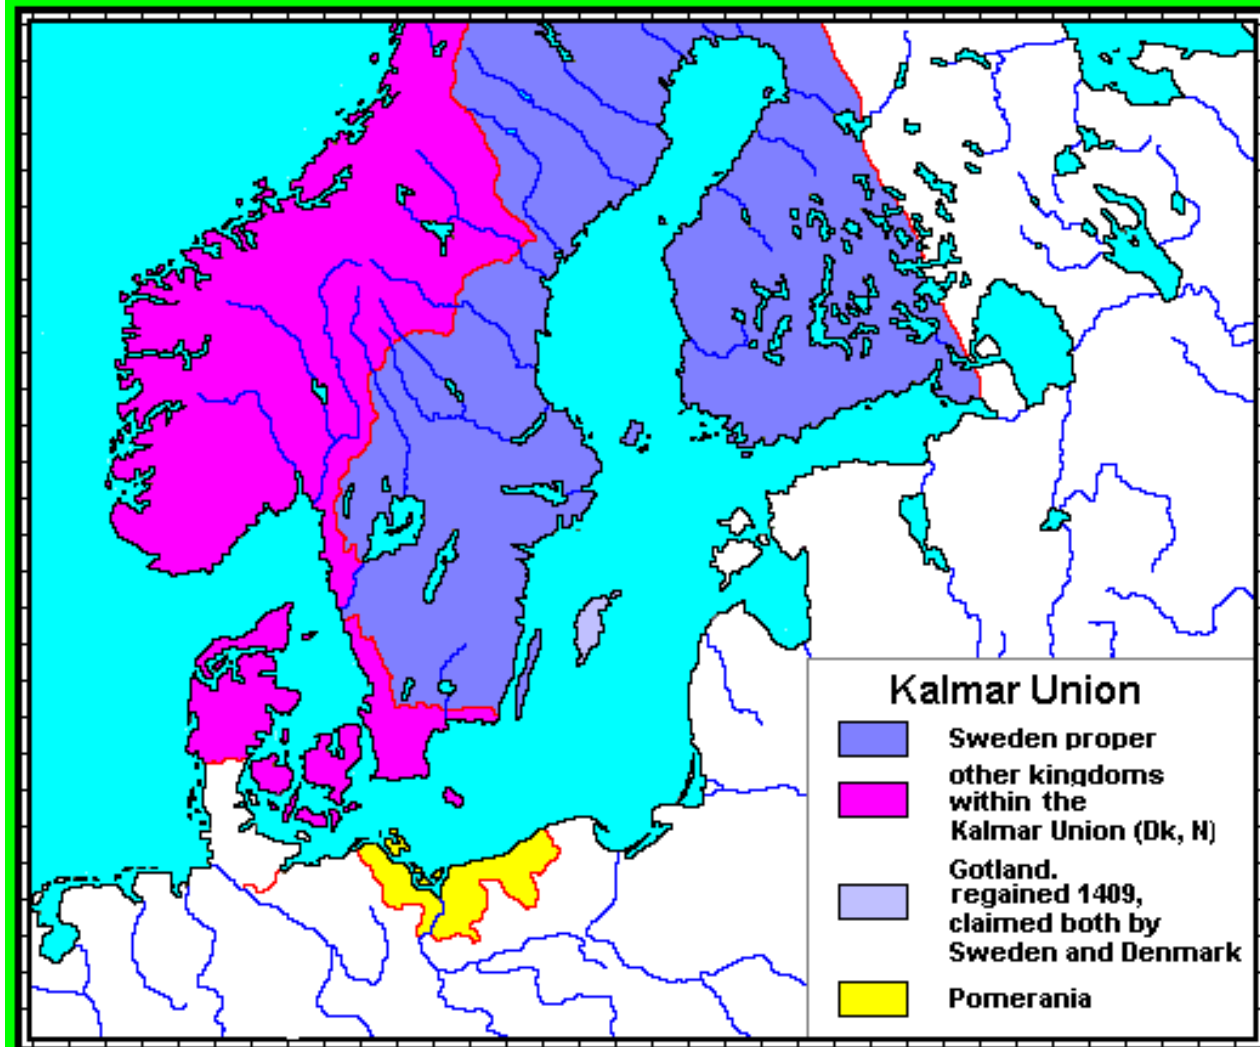 Kalmar Union
Sweden proper
other kingdoms
within the
Kalmar Union (Dk, N)
Gotland.
regained 1409,
claimed both by
Sweden and Denmark
Pomerania